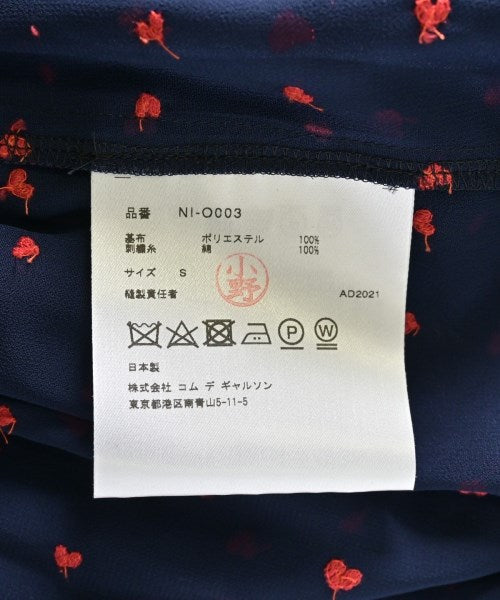 品番 NI-O003
基布 ポリエステル 100%
刺繍糸 綿 100%
サイズ S
縫製責任者 小野 AD2021
P W
日本製
株式会社 コム デ ギャルソン
東京都港区南青山5-11-5